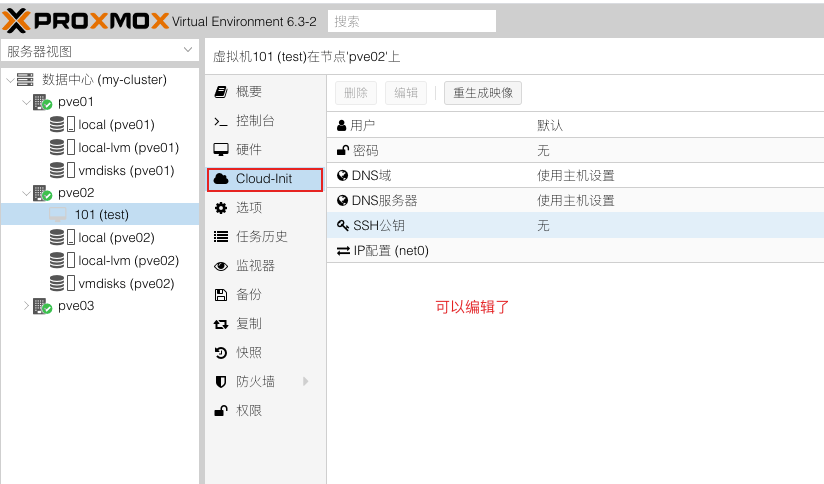 PROXMOX Virtual Environment 6.3-2 搜索
服务器视图
数据中心 (my-cluster)
pve01
local (pve01)
local-lvm (pve01)
vmdisks (pve01)
pve02
101 (test)
local (pve02)
local-lvm (pve02)
vmdisks (pve02)
pve03
虚拟机101 (test)在节点'pve02'上
概要
控制台
硬件
Cloud-Init
选项
任务历史
监视器
备份
复制
快照
防火墙
权限
删除 编辑 重生成映像
用户 默认
密码 无
DNS域 使用主机设置
DNS服务器 使用主机设置
SSH公钥 无
IP配置 (net0)
可以编辑了